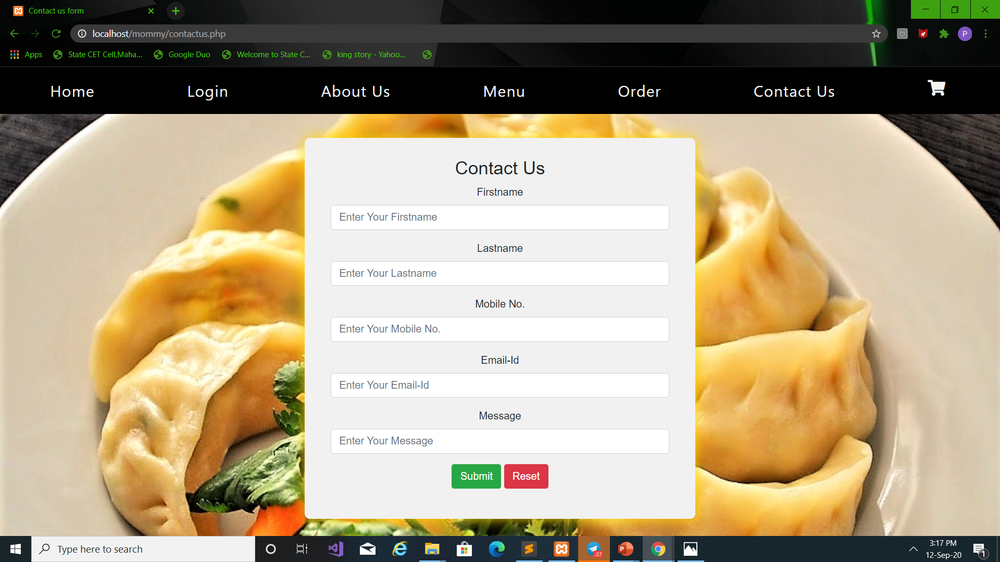 Contact us form
localhost/mommy/contactus.php
P
Apps
State CET Cell,Maha...
Google Duo
Welcome to State C...
king story - Yahoo...
Home
Login
About Us
Menu
Order
Contact Us
Contact Us
Firstname
Enter Your Firstname
Lastname
Enter Your Lastname
Mobile No.
Enter Your Mobile No.
Email-Id
Enter Your Email-Id
Message
Enter Your Message
Submit Reset
Type here to search
..07
P
3:17 PM
12-Sep-20
1